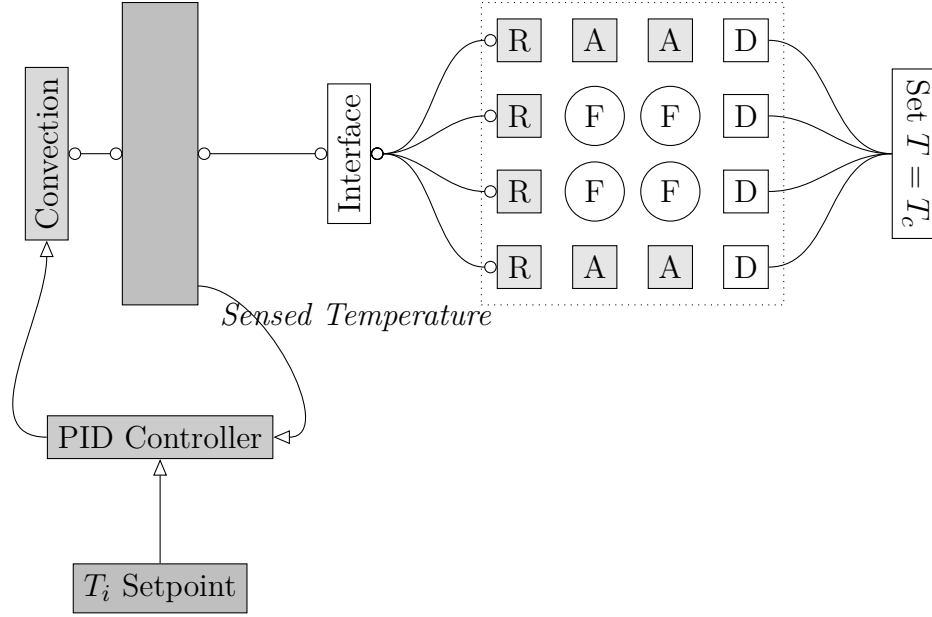 R A A D
R F F D
R F F D
R A A D
Convection
Interface
Set T = T_c
Sensed Temperature
PID Controller
T_i Setpoint